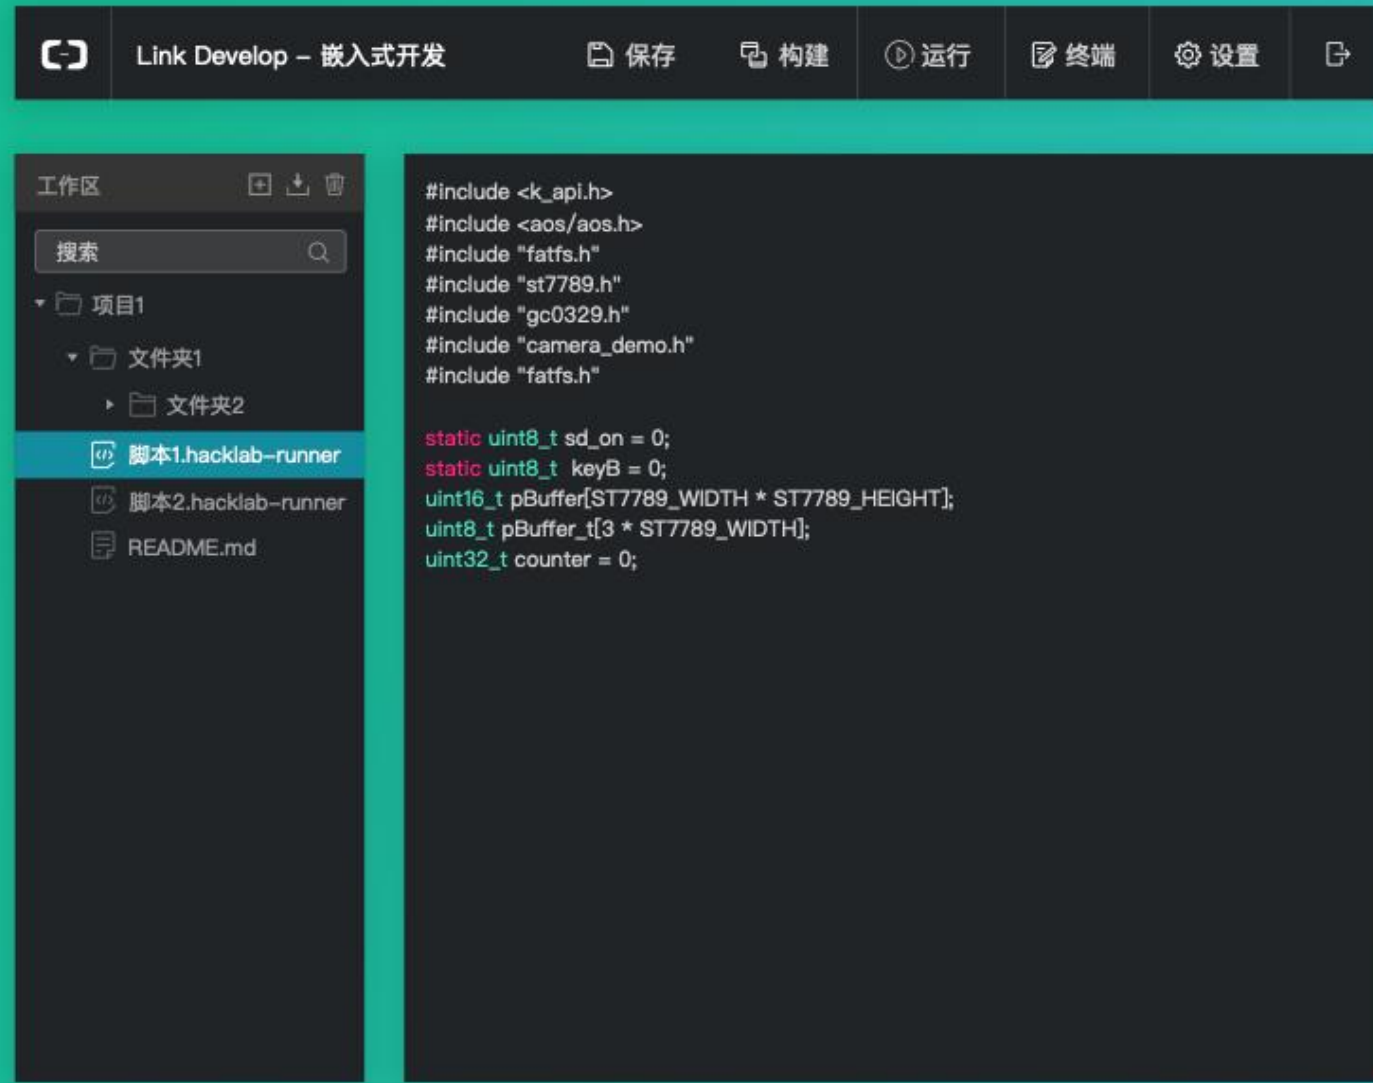 Link Develop – 嵌入式开发 保存 构建 运行 终端 设置
工作区
搜索
项目1
文件夹1
文件夹2
脚本1.hacklab-runner
脚本2.hacklab-runner
README.md
#include <k_api.h>
#include <aos/aos.h>
#include "fatfs.h"
#include "st7789.h"
#include "gc0329.h"
#include "camera_demo.h"
#include "fatfs.h"
static uint8_t sd_on = 0;
static uint8_t keyB = 0;
uint16_t pBuffer[ST7789_WIDTH * ST7789_HEIGHT];
uint8_t pBuffer_t[3 * ST7789_WIDTH];
uint32_t counter = 0;